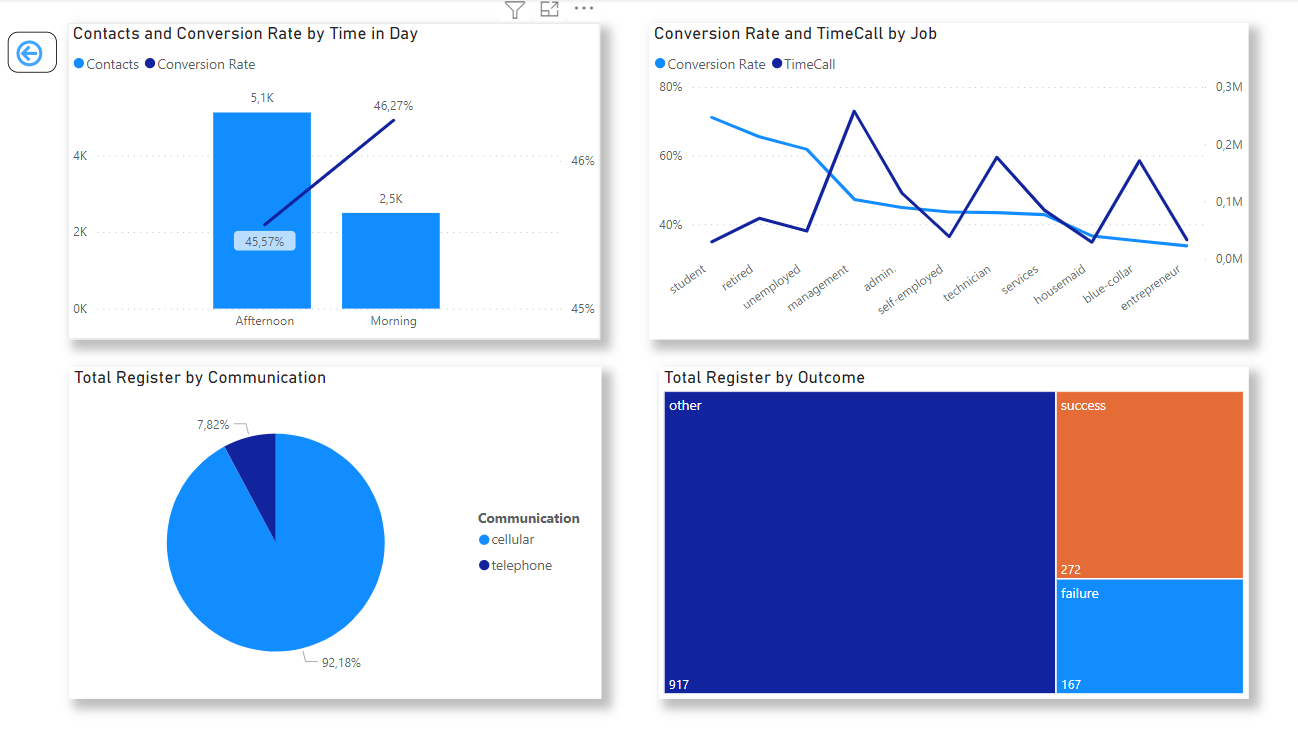 Contacts and Conversion Rate by Time in Day
Contacts Conversion Rate
5,1K
46,27%
4K
46%
2,5K
2K
45,57%
0K
45%
Affternoon Morning
Conversion Rate and TimeCall by Job
Conversion Rate TimeCall
80% 0,3M
60% 0,2M
0,1M
40%
0,0M
student retired unemployed management admin. self-employed technician services housemaid blue-collar entrepreneur
Total Register by Communication
7,82%
92,18%
Communication
cellular
telephone
Total Register by Outcome
other
917
success
272
failure
167